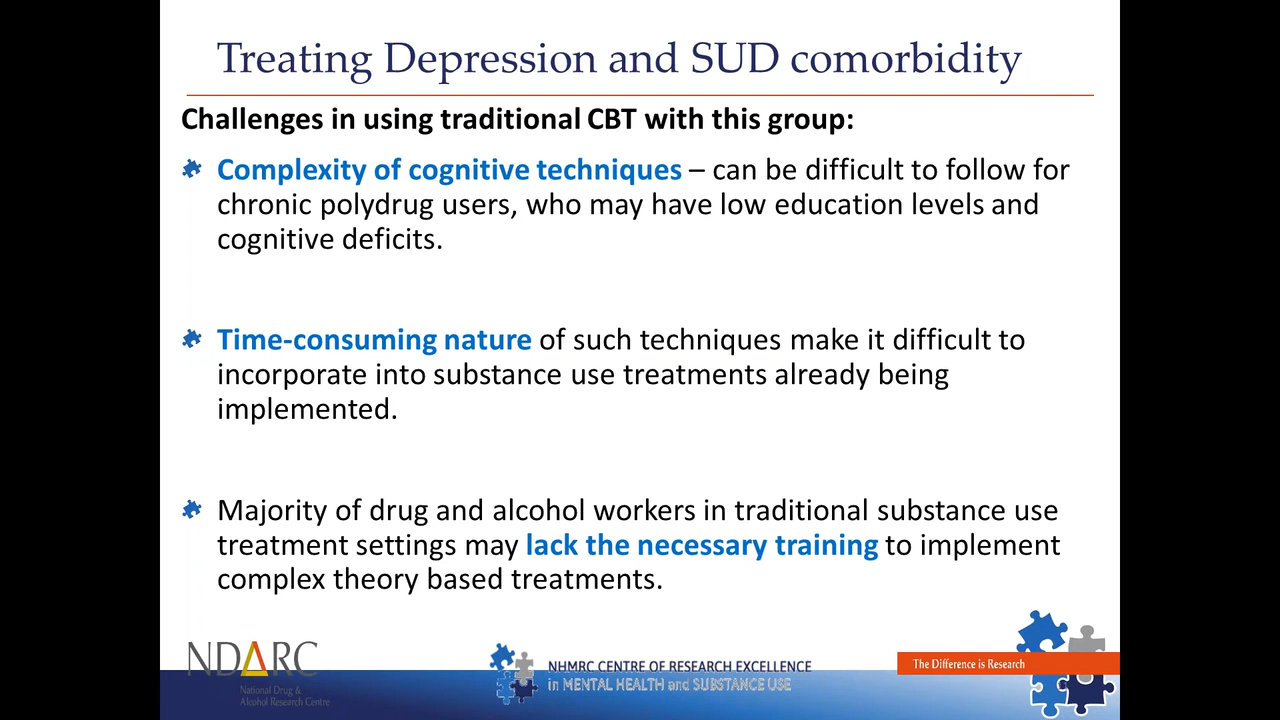 Treating Depression and SUD comorbidity
Challenges in using traditional CBT with this group:
Complexity of cognitive techniques – can be difficult to follow for
chronic polydrug users, who may have low education levels and
cognitive deficits.
Time-consuming nature of such techniques make it difficult to
incorporate into substance use treatments already being
implemented.
Majority of drug and alcohol workers in traditional substance use
treatment settings may lack the necessary training to implement
complex theory based treatments.
NDARC
National Drug &
Alcohol Research Centre
NHMRC CENTRE OF RESEARCH EXCELLENCE
in MENTAL HEALTH and SUBSTANCE USE
The Difference is Research